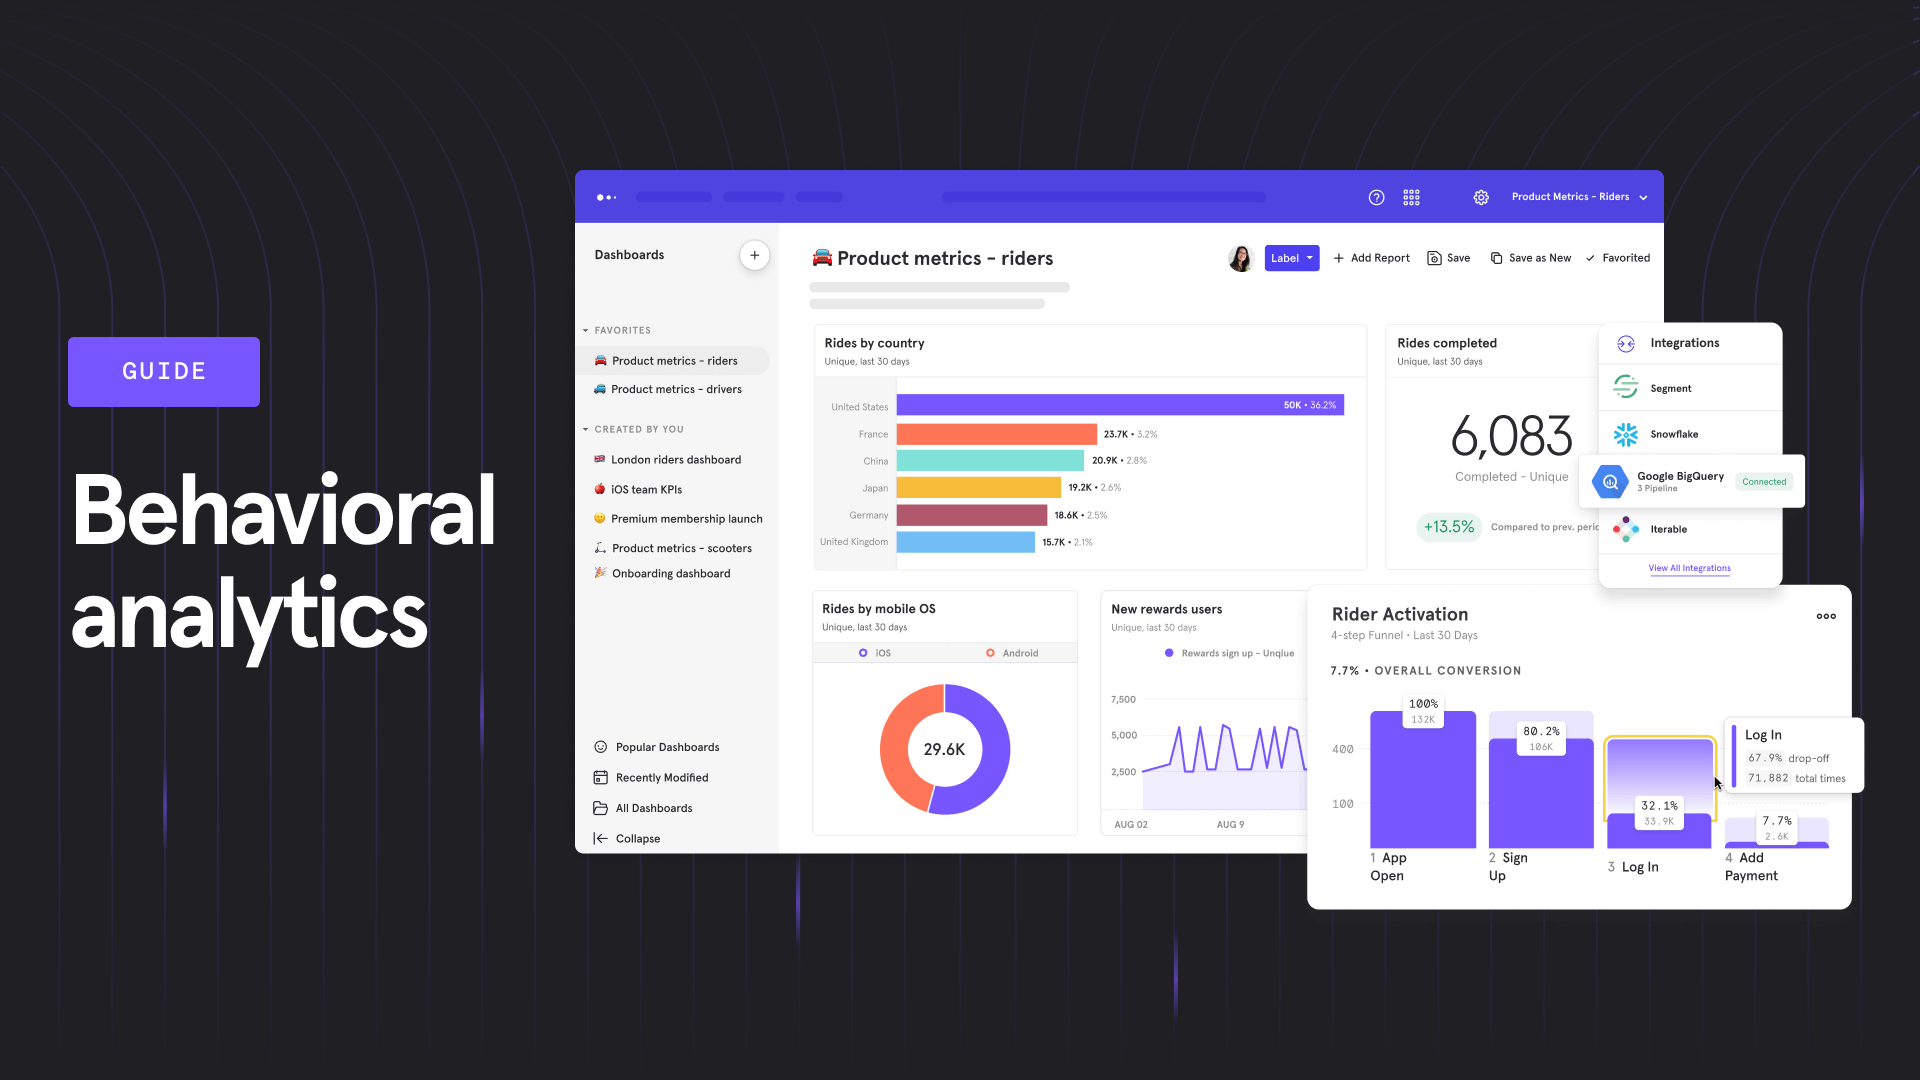 GUIDE
Behavioral
analytics
Product Metrics - Riders
Dashboards
+
FAVORITES
Product metrics - riders
Product metrics - drivers
CREATED BY YOU
London riders dashboard
iOS team KPIs
Premium membership launch
Product metrics - scooters
Onboarding dashboard
Popular Dashboards
Recently Modified
All Dashboards
Collapse
Product metrics - riders
Label
+ Add Report
Save
Save as New
Favorited
Rides by country
Unique, last 30 days
United States 50K • 36.2%
France 23.7K • 3.2%
China 20.9K • 2.8%
Japan 19.2K • 2.6%
Germany 18.6K • 2.5%
United Kingdom 15.7K • 2.1%
Rides completed
Unique, last 30 days
6,083
Completed - Unique
+13.5% Compared to prev. peric
Integrations
Segment
Snowflake
Google BigQuery
3 Pipeline
Connected
Iterable
View All Integrations
Rides by mobile OS
Unique, last 30 days
iOS Android
29.6K
New rewards users
Unique, last 30 days
Rewards sign up - Unqiue
7,500
5,000
2,500
AUG 02 AUG 9
Rider Activation
4-step Funnel • Last 30 Days
7.7% • OVERALL CONVERSION
400
100
100%
132K
80.2%
106K
32.1%
33.9K
7.7%
2.6K
Log In
67.9% drop-off
71,882 total times
1 App
Open
2 Sign
Up
3 Log In
4 Add
Payment